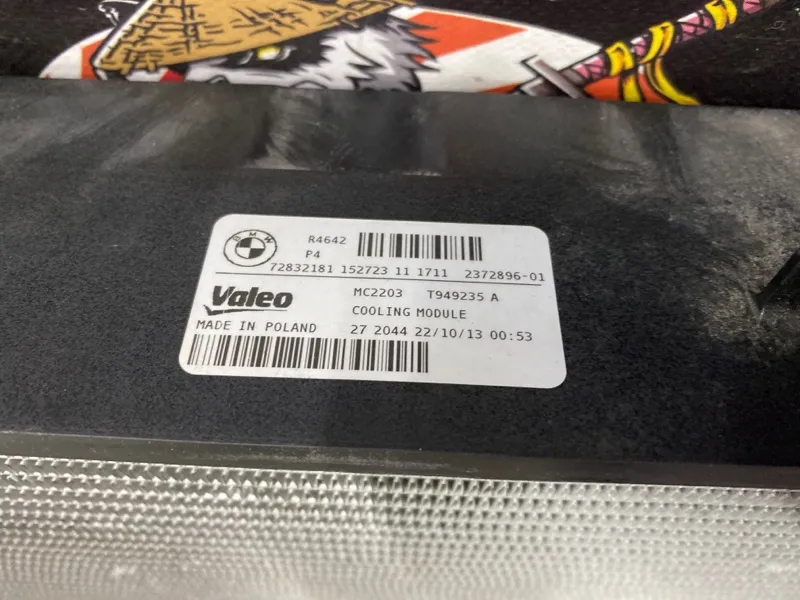 BMW
R4642
P4
72832181 152723 11 1711 2372896-01
Valeo
MC2203 T949235 A
COOLING MODULE
MADE IN POLAND 27 2044 22/10/13 00:53